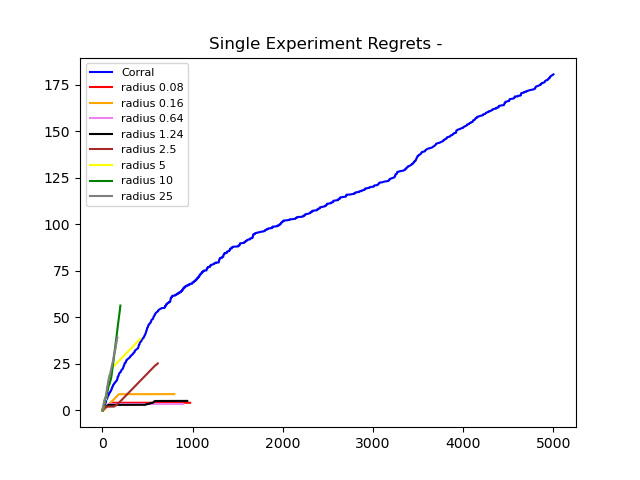 Single Experiment Regrets -
Corral
radius 0.08
radius 0.16
radius 0.64
radius 1.24
radius 2.5
radius 5
radius 10
radius 25
175
150
125
100
75
50
25
0
0 1000 2000 3000 4000 5000